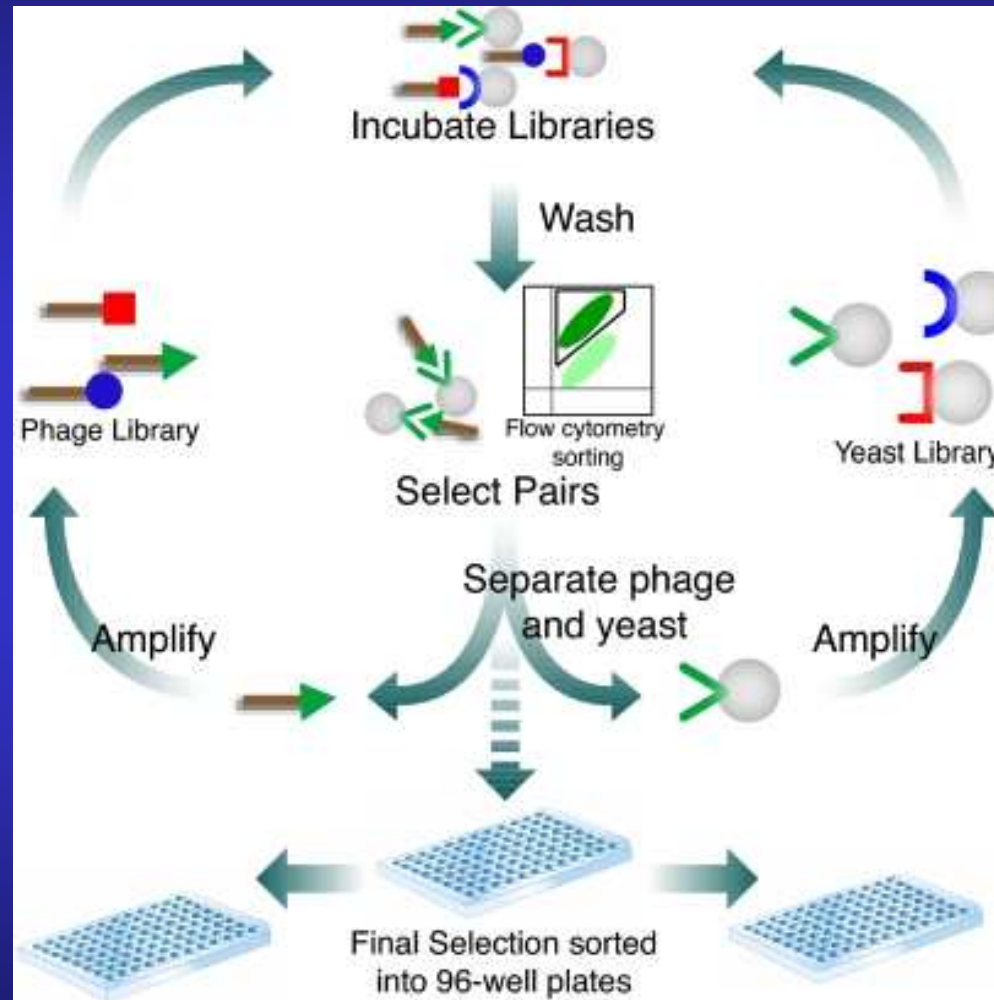 Incubate Libraries
Wash
Phage Library
Flow cytometry
sorting
Yeast Library
Select Pairs
Separate phage
and yeast
Amplify
Amplify
Final Selection sorted
into 96-well plates